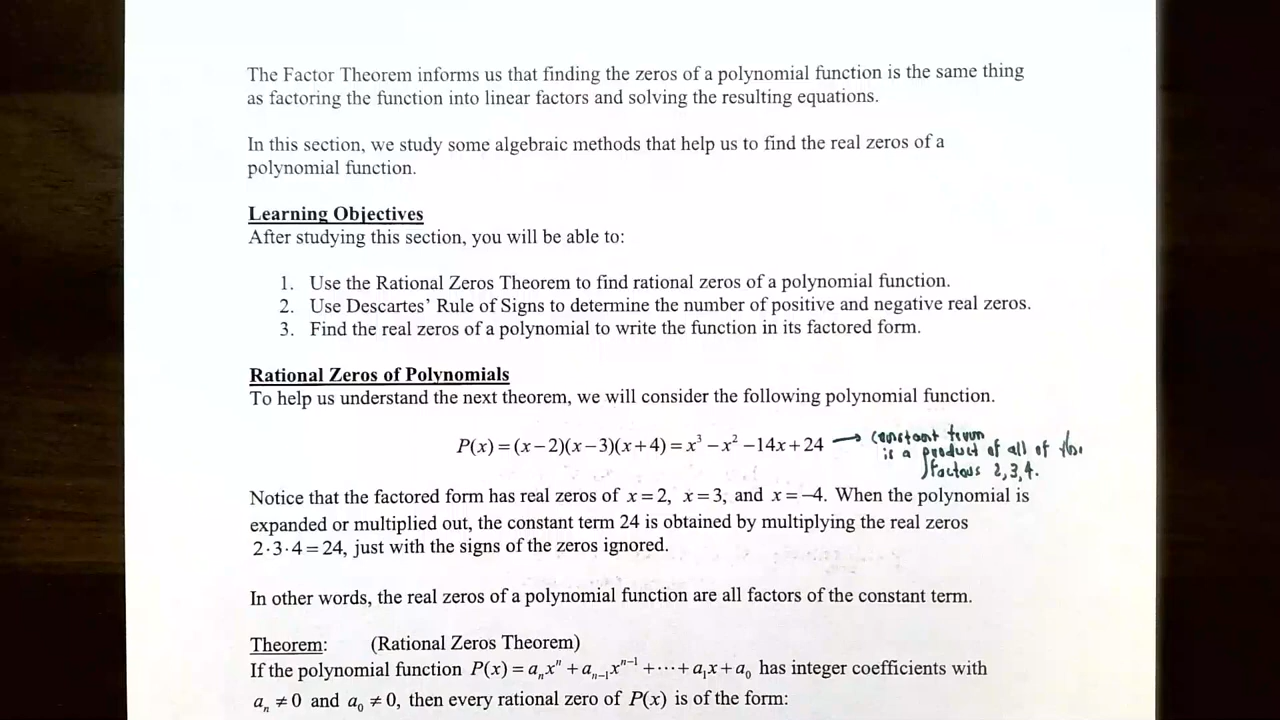 The Factor Theorem informs us that finding the zeros of a polynomial function is the same thing
as factoring the function into linear factors and solving the resulting equations.
In this section, we study some algebraic methods that help us to find the real zeros of a
polynomial function.
Learning Objectives
After studying this section, you will be able to:
1. Use the Rational Zeros Theorem to find rational zeros of a polynomial function.
2. Use Descartes’ Rule of Signs to determine the number of positive and negative real zeros.
3. Find the real zeros of a polynomial to write the function in its factored form.
Rational Zeros of Polynomials
To help us understand the next theorem, we will consider the following polynomial function.
P(x) = (x − 2)(x − 3)(x + 4) = x³ − x² − 14x + 24 → constant term
is a product of all of the
factors 2,3,4.
Notice that the factored form has real zeros of x = 2, x = 3, and x = −4. When the polynomial is
expanded or multiplied out, the constant term 24 is obtained by multiplying the real zeros
2·3·4 = 24, just with the signs of the zeros ignored.
In other words, the real zeros of a polynomial function are all factors of the constant term.
Theorem: (Rational Zeros Theorem)
If the polynomial function P(x) = aₙxⁿ + aₙ₋₁xⁿ⁻¹ + ⋯ + a₁x + a₀ has integer coefficients with
aₙ ≠ 0 and a₀ ≠ 0, then every rational zero of P(x) is of the form: